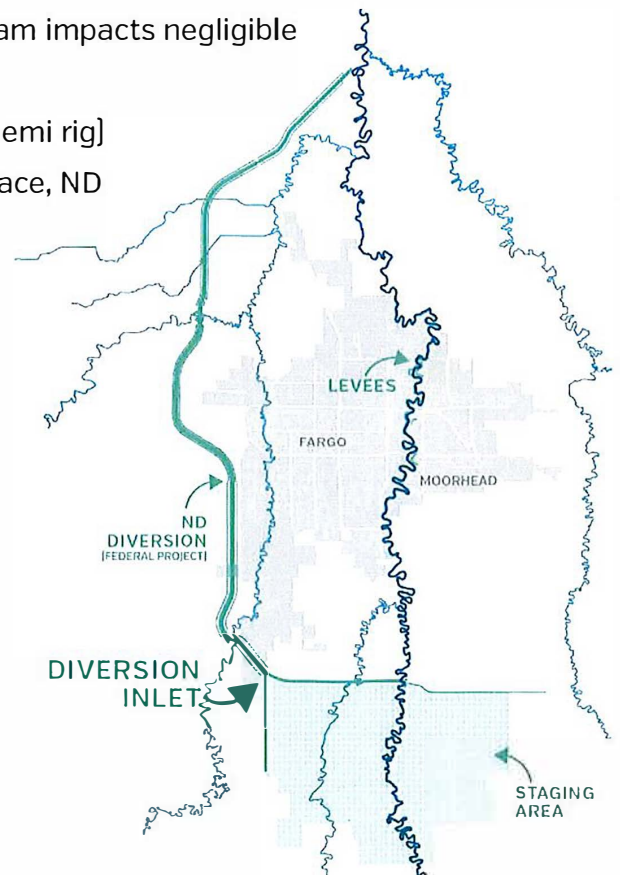 am impacts negligible
emi rig)
ace, ND
LEVEES
FARGO
MOORHEAD
ND
DIVERSION
[FEDERAL PROJECT]
DIVERSION
INLET
STAGING
AREA